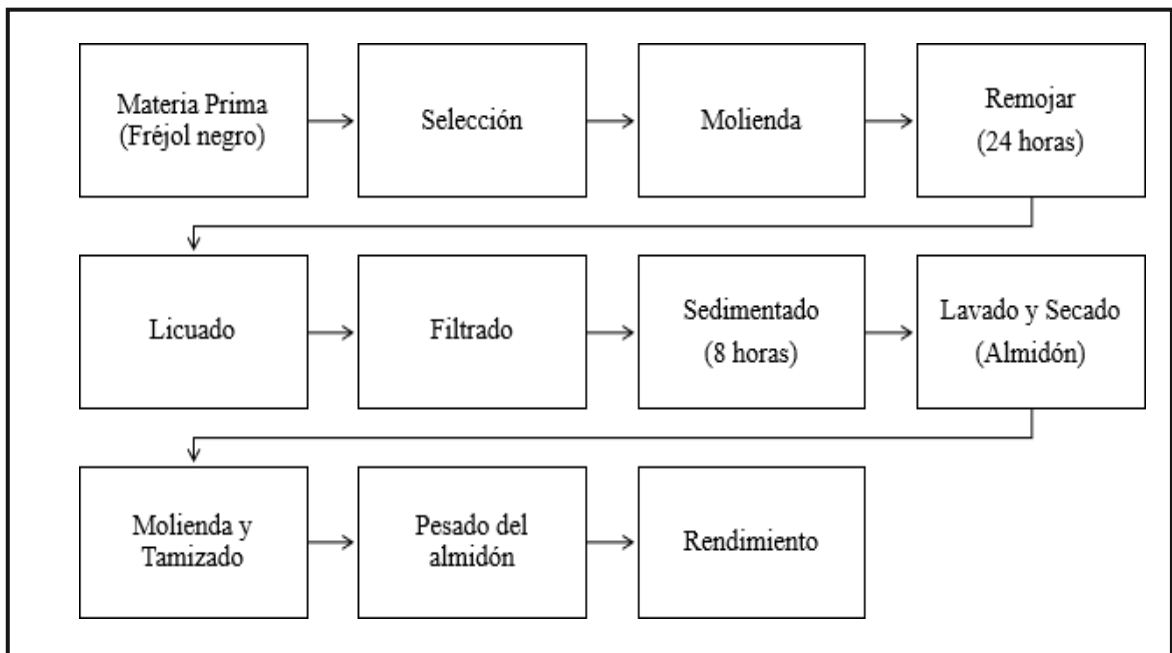 Materia Prima
(Fréjol negro)
Selección
Molienda
Remojar
(24 horas)
Licuado
Filtrado
Sedimentado
(8 horas)
Lavado y Secado
(Almidón)
Molienda y
Tamizado
Pesado del
almidón
Rendimiento